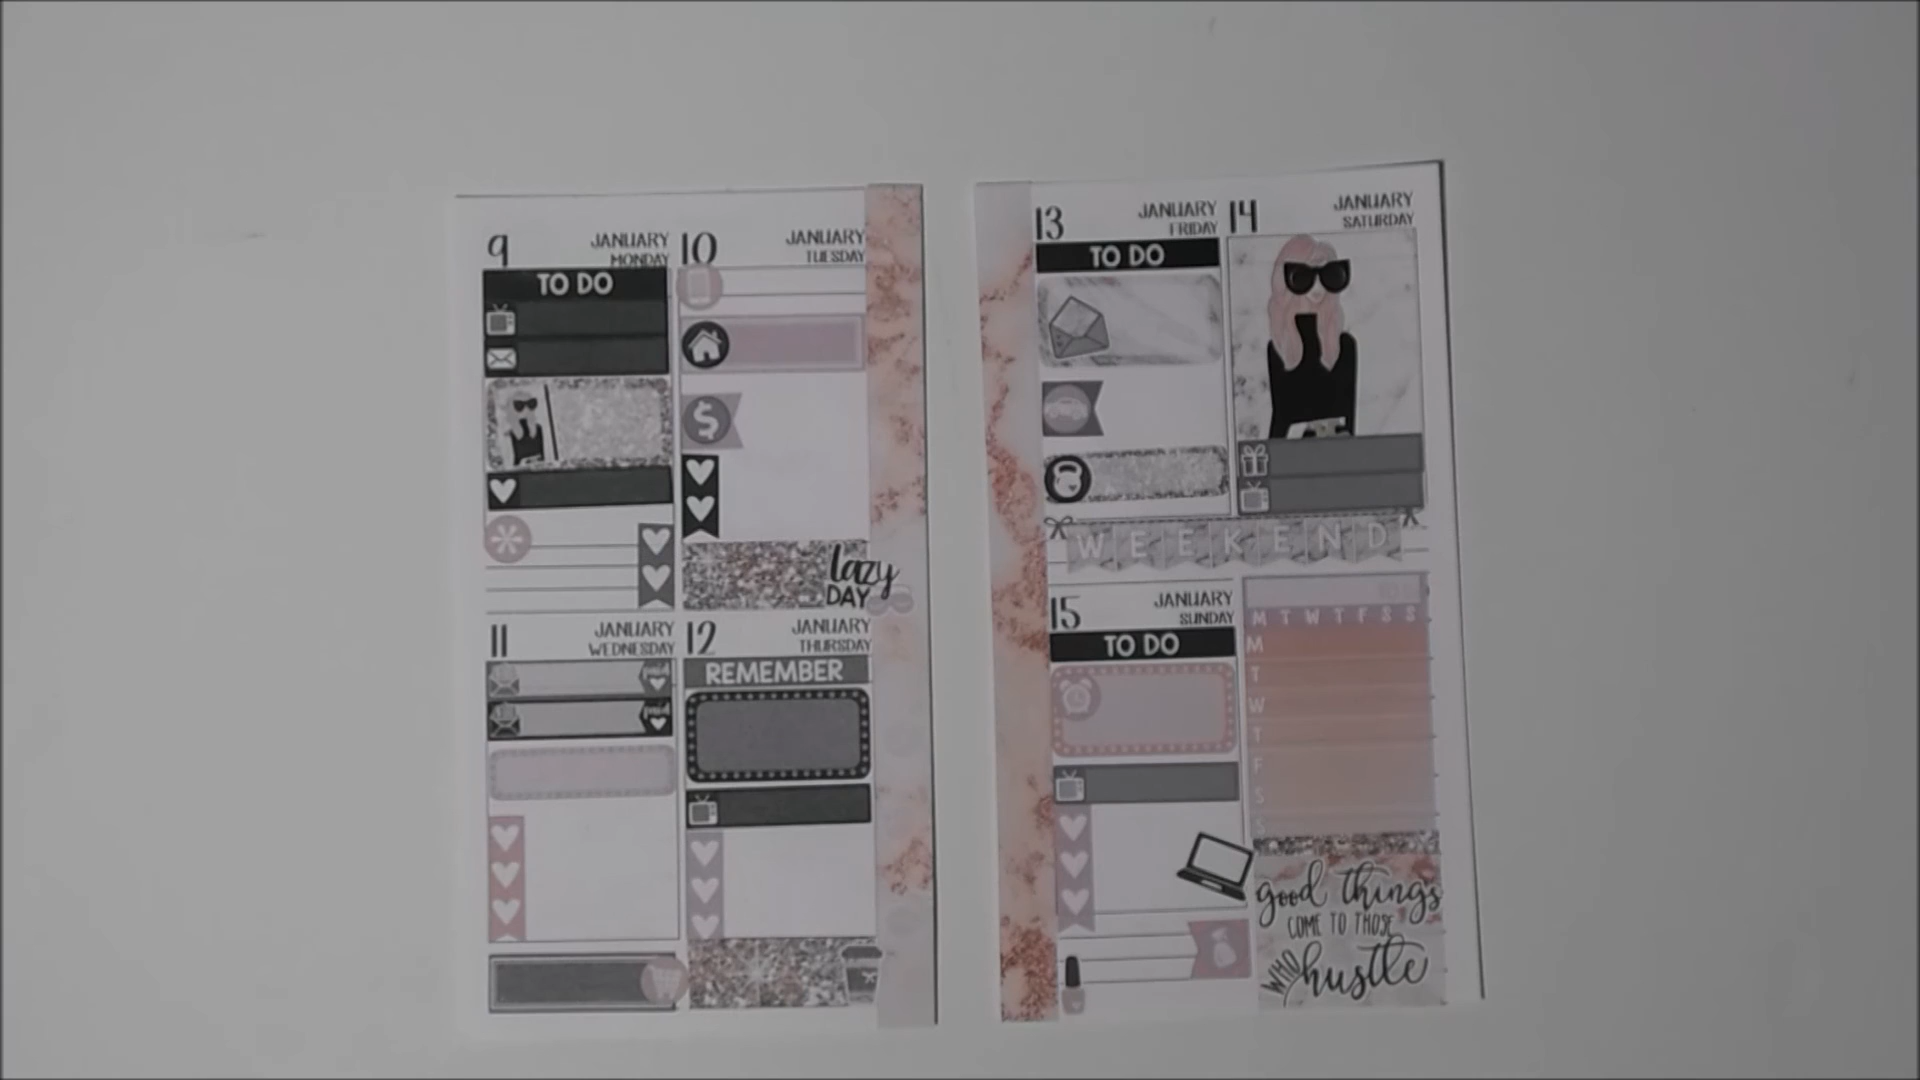 9 JANUARY
MONDAY
TO DO
10 JANUARY
TUESDAY
$
lazy
DAY
11 JANUARY
WEDNESDAY
paid
paid
12 JANUARY
THURSDAY
REMEMBER
13 JANUARY
FRIDAY
TO DO
14 JANUARY
SATURDAY
WEEKEND
15 JANUARY
SUNDAY
TO DO
M T W T F S S
M
T
W
T
F
S
S
good things
COME TO THOSE
WHO hustle